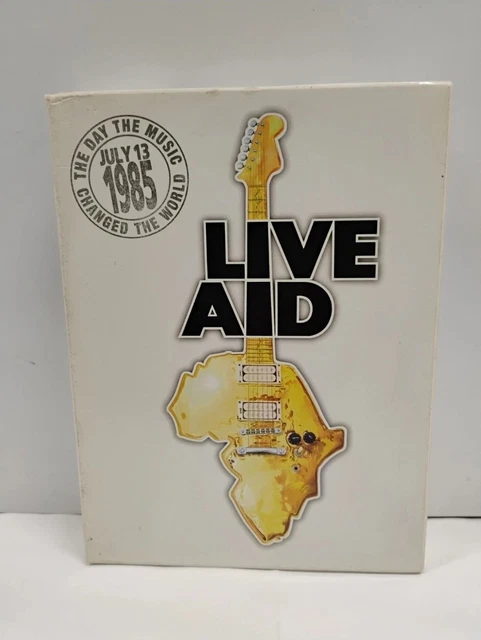 THE DAY THE MUSIC
JULY 13
1985
CHANGED THE WORLD
LIVE
AID